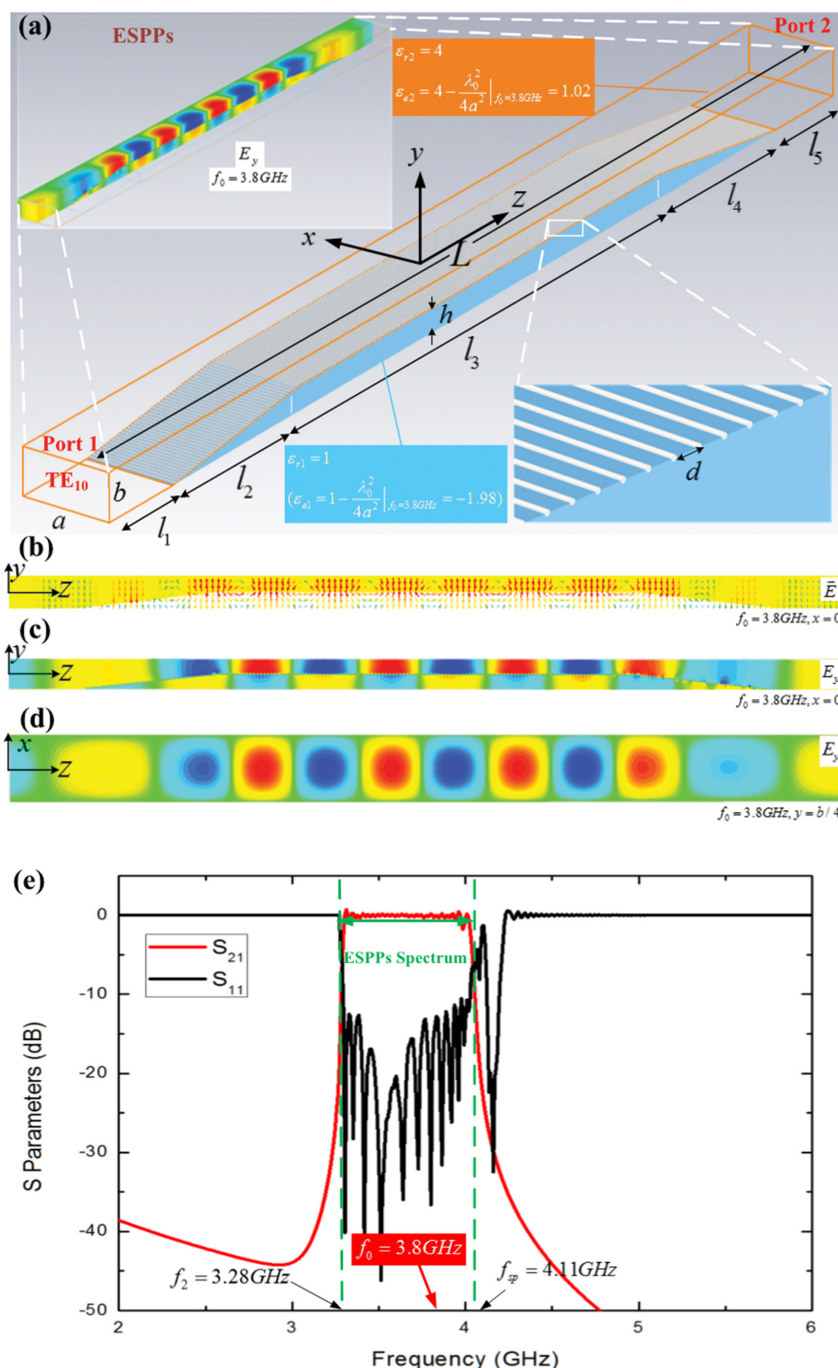 (a)
ESPPs
Port 2
ε_{r2} = 4
ε_{e2} = 4 − λ_0^2 / 4a^2 |_{f_0=3.8GHz} = 1.02
E_y
f_0 = 3.8GHz
y
z
x
L
l_5
l_4
h
l_3
Port 1
TE_{10}
b
a
l_2
l_1
ε_{r1} = 1
(ε_{e1} = 1 − λ_0^2 / 4a^2 |_{f_0=3.8GHz} = −1.98)
d
(b)
y
z
Ē
f_0 = 3.8GHz, x = 0
(c)
y
z
E_y
f_0 = 3.8GHz, x = 0
(d)
x
z
E_y
f_0 = 3.8GHz, y = b/4
(e)
0
-10
-20
-30
-40
-50
S Parameters (dB)
S_{21}
S_{11}
ESPPs Spectrum
f_0 = 3.8GHz
f_2 = 3.28GHz
f_{sp} = 4.11GHz
2
3
4
5
6
Frequency (GHz)